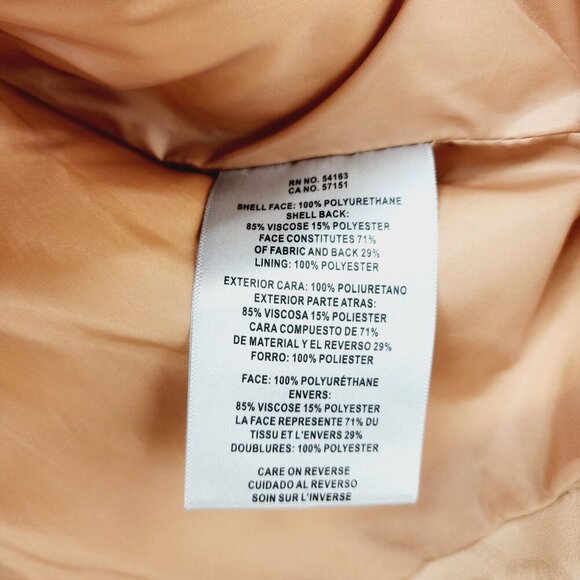 RN NO. 54163
CA NO. 57151
SHELL FACE: 100% POLYURETHANE
SHELL BACK:
85% VISCOSE 15% POLYESTER
FACE CONSTITUTES 71%
OF FABRIC AND BACK 29%
LINING: 100% POLYESTER
EXTERIOR CARA: 100% POLIURETANO
EXTERIOR PARTE ATRAS:
85% VISCOSA 15% POLIESTER
CARA COMPUESTO DE 71%
DE MATERIAL Y EL REVERSO 29%
FORRO: 100% POLIESTER
FACE: 100% POLYURÉTHANE
ENVERS:
85% VISCOSE 15% POLYESTER
LA FACE REPRESENTE 71% DU
TISSU ET L'ENVERS 29%
DOUBLURES: 100% POLYESTER
CARE ON REVERSE
CUIDADO AL REVERSO
SOIN SUR L'INVERSE